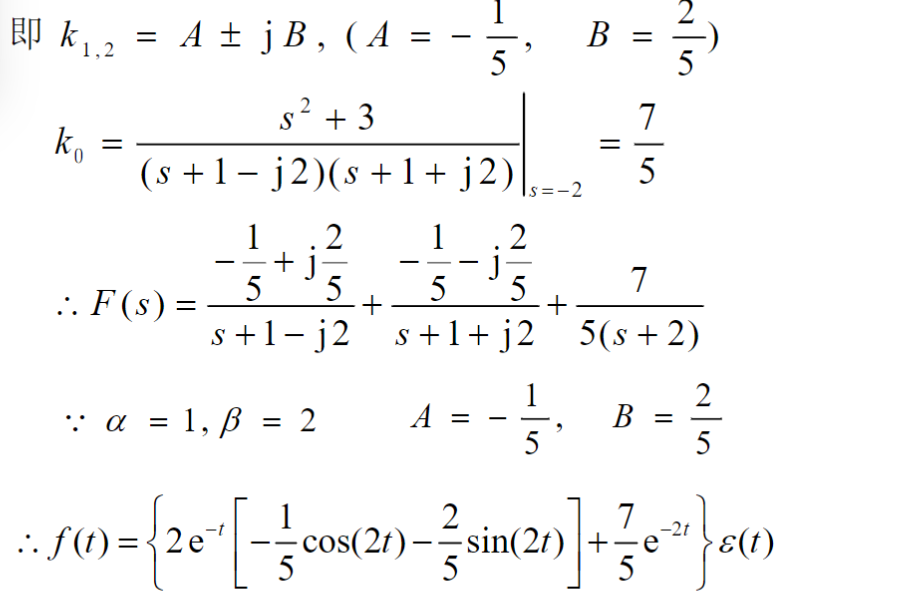 即 k₁,₂ = A ± jB, (A = −1/5, B = 2/5)
k₀ = (s² + 3)/((s + 1 − j2)(s + 1 + j2))|ₛ₌₋₂ = 7/5
∴ F(s) = (−1/5 + j2/5)/(s + 1 − j2) + (−1/5 − j2/5)/(s + 1 + j2) + 7/(5(s + 2))
∵ α = 1, β = 2 A = −1/5, B = 2/5
∴ f(t) = {2e⁻ᵗ[−1/5 cos(2t) − 2/5 sin(2t)] + 7/5 e⁻²ᵗ}ε(t)